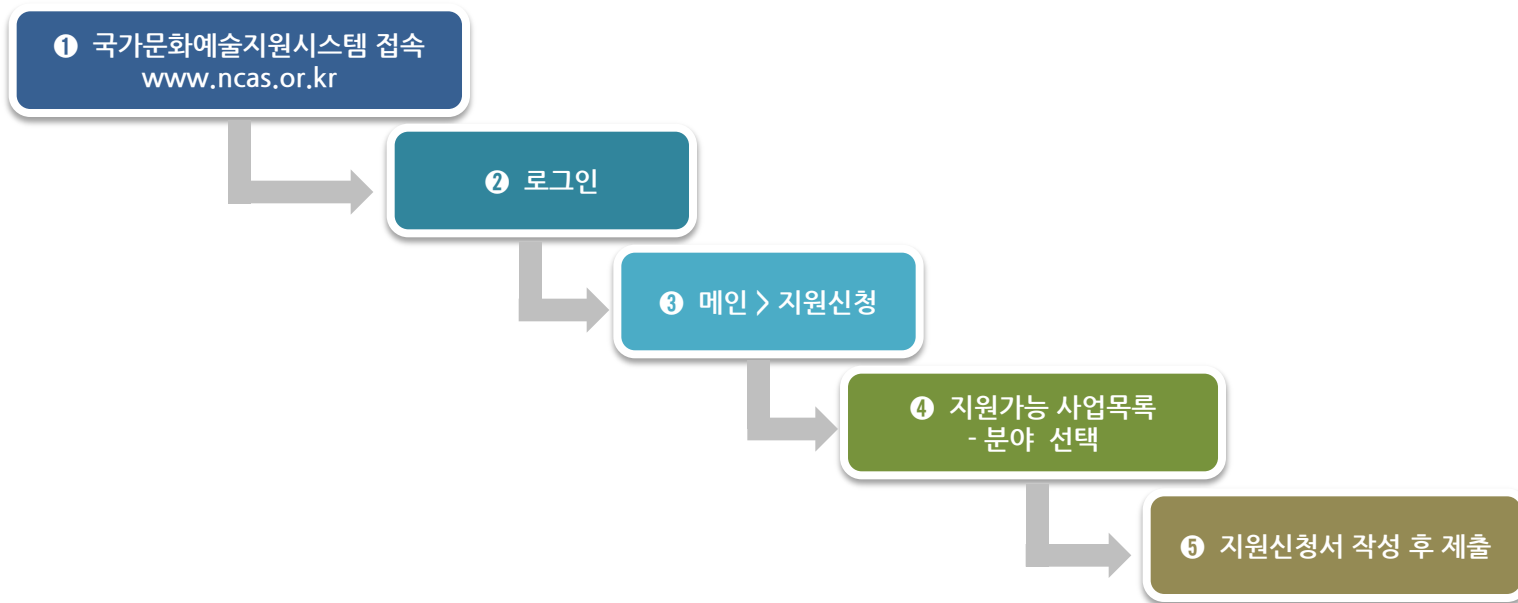 ❶ 국가문화예술지원시스템 접속
www.ncas.or.kr
❷ 로그인
❸ 메인 > 지원신청
❹ 지원가능 사업목록
- 분야 선택
❺ 지원신청서 작성 후 제출